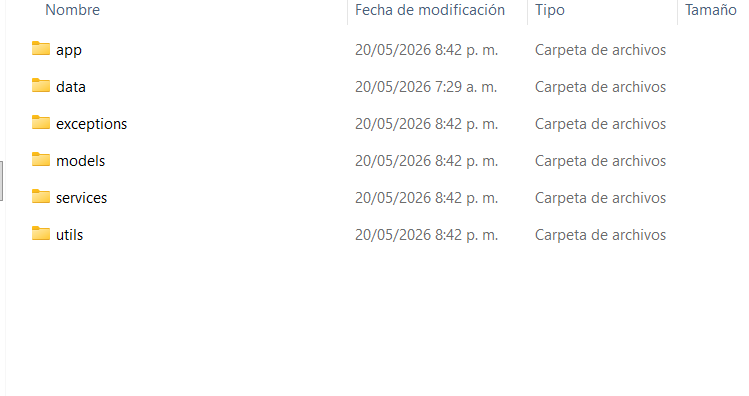 Nombre Fecha de modificación Tipo Tamaño
app 20/05/2026 8:42 p. m. Carpeta de archivos
data 20/05/2026 7:29 a. m. Carpeta de archivos
exceptions 20/05/2026 8:42 p. m. Carpeta de archivos
models 20/05/2026 8:42 p. m. Carpeta de archivos
services 20/05/2026 8:42 p. m. Carpeta de archivos
utils 20/05/2026 8:42 p. m. Carpeta de archivos